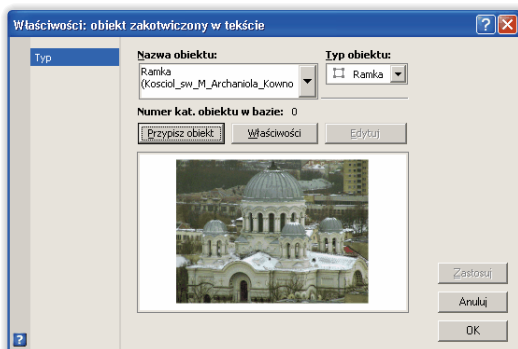 Właściwości: obiekt zakotwiczony w tekście
Typ
Nazwa obiektu:
Typ obiektu:
Ramka
(Kosciol_sw_M_Archaniola_Kowno
Ramka
Numer kat. obiektu w bazie: 0
Przypisz obiekt
Właściwości
Edytuj
Zastosuj
Anuluj
OK